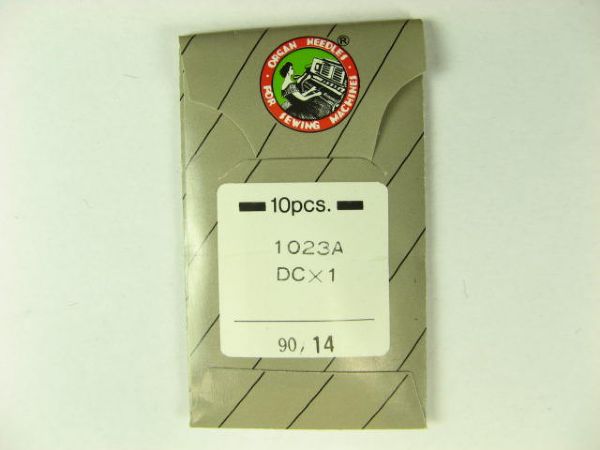 ORGAN NEEDLES ®
· FOR SEWING MACHINES ·
10pcs.
1023A
DC×1
90, 14